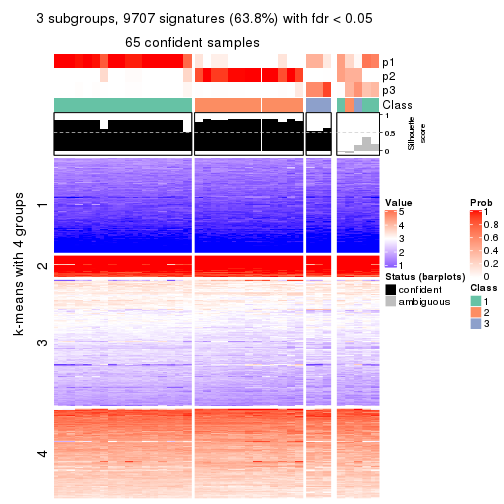 3 subgroups, 9707 signatures (63.8%) with fdr < 0.05
65 confident samples
p1
p2
p3
Class
1
0.5
0
Silhouette
score
k-means with 4 groups
1
2
3
4
Value
5
4
3
2
1
Status (barplots)
confident
ambiguous
Prob
1
0.8
0.6
0.4
0.2
0
Class
1
2
3